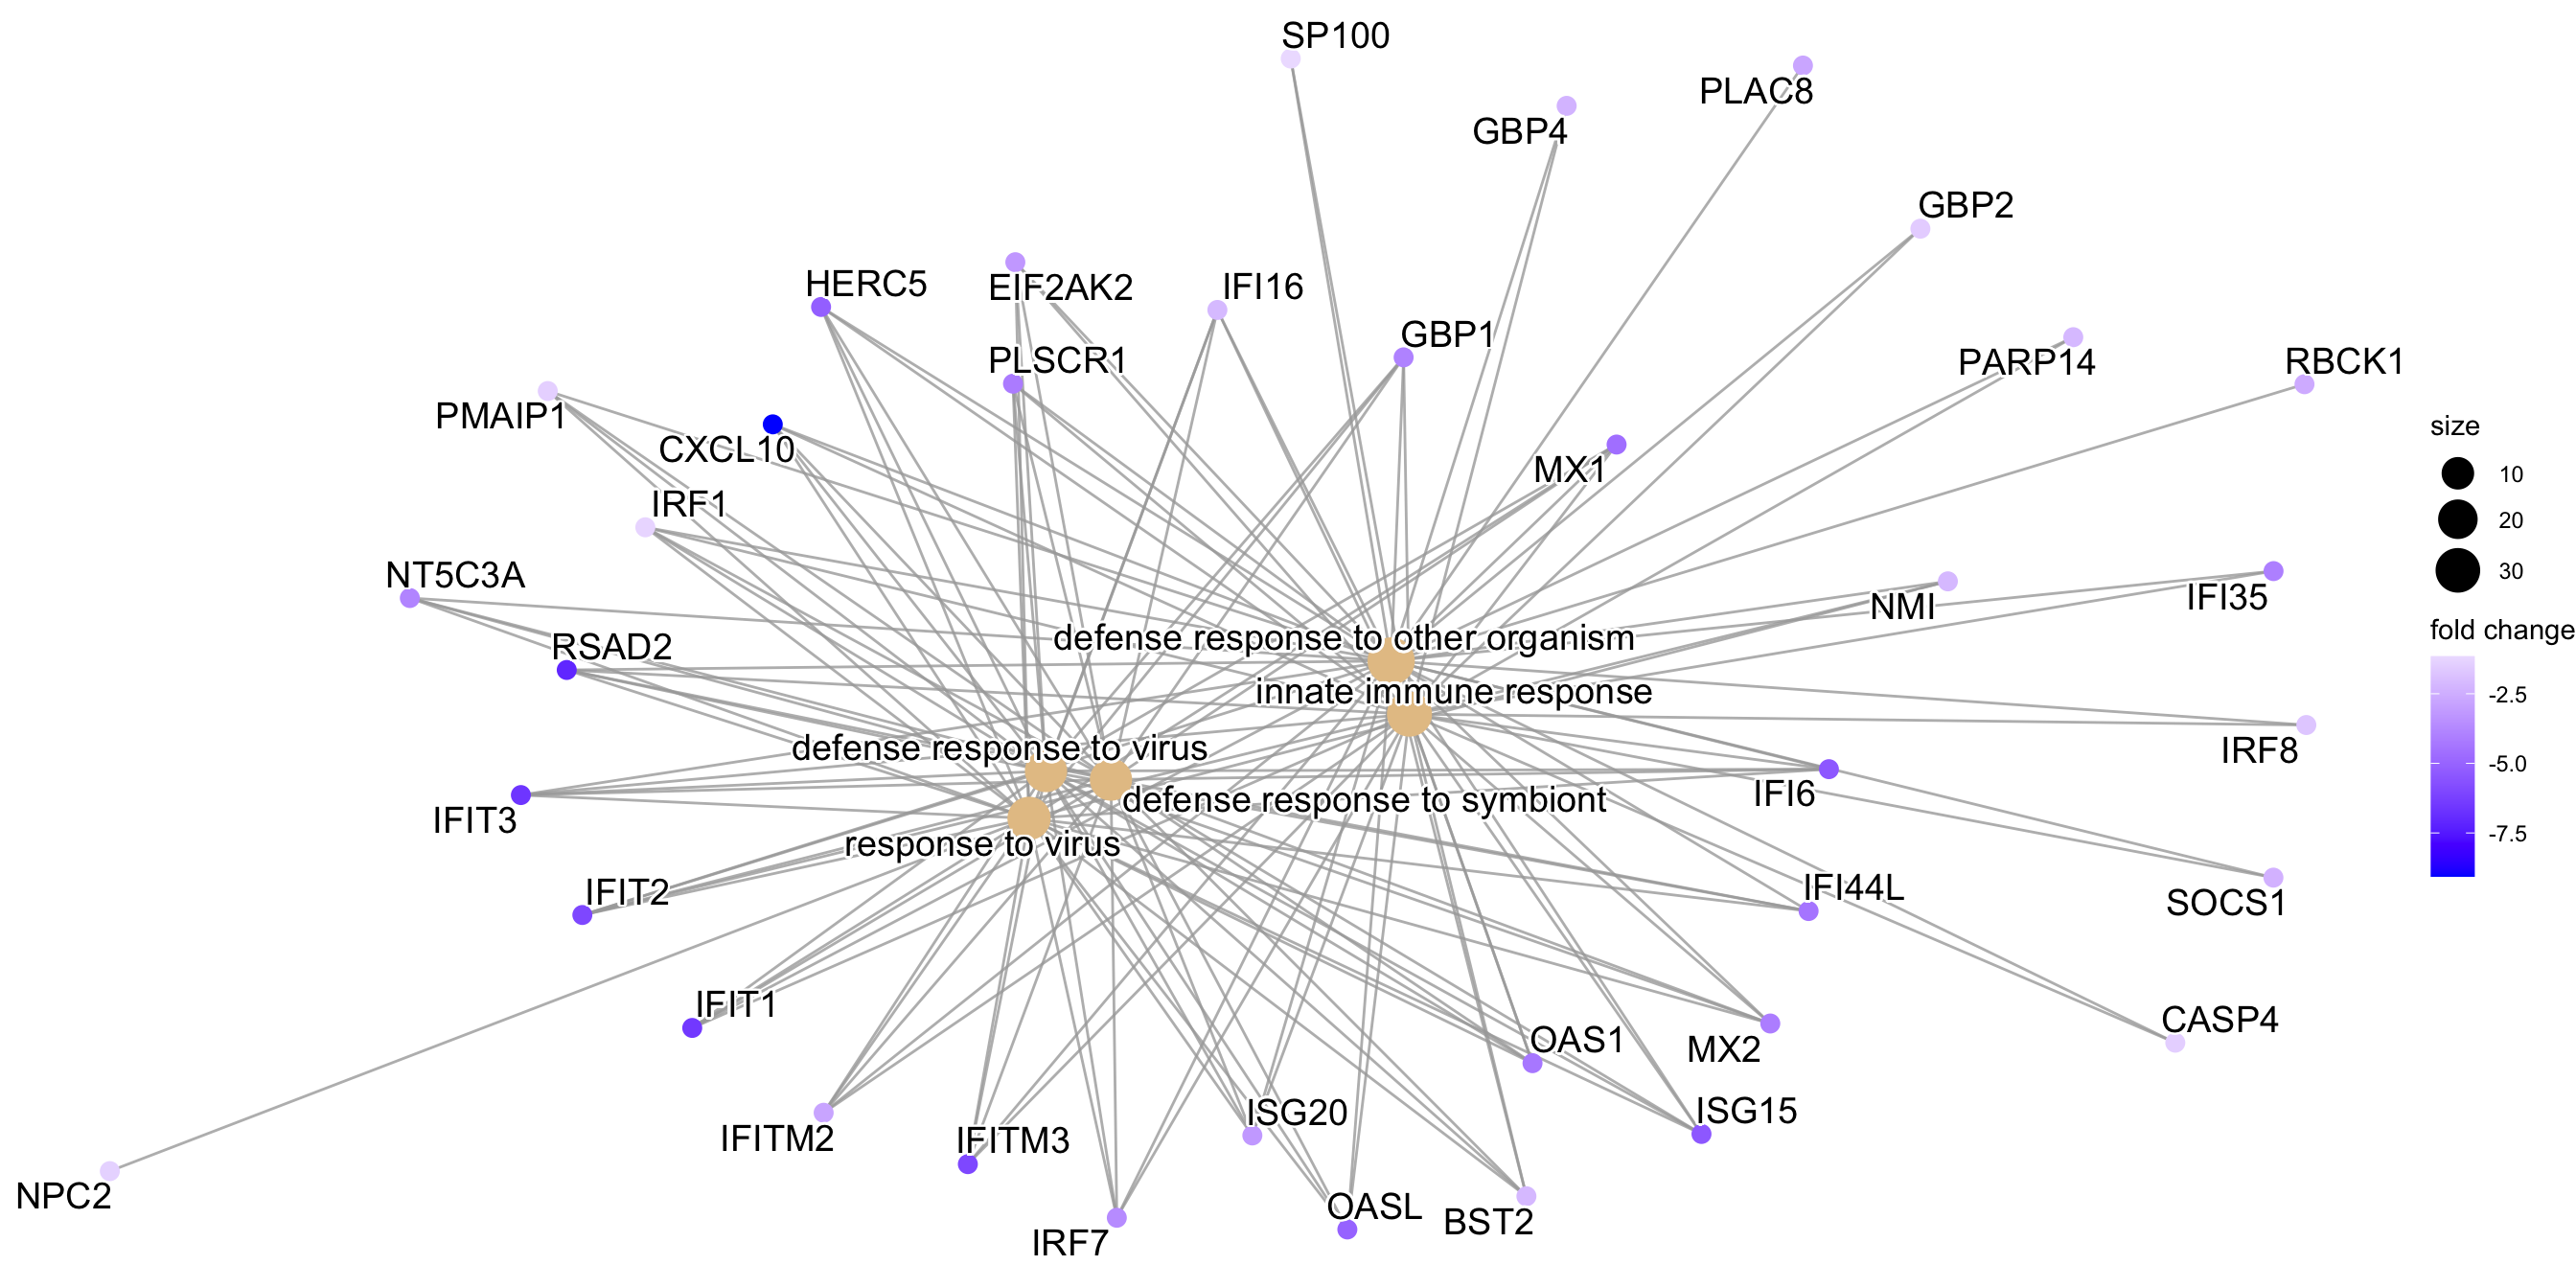 SP100
PLAC8
GBP4
GBP2
HERC5
EIF2AK2
IFI16
GBP1
PLSCR1
PARP14
RBCK1
PMAIP1
CXCL10
MX1
IRF1
NT5C3A
NMI
IFI35
RSAD2
defense response to other organism
innate immune response
defense response to virus
IRF8
IFIT3
defense response to symbiont
IFI6
response to virus
IFIT2
IFI44L
SOCS1
IFIT1
CASP4
OAS1
MX2
IFITM2
IFITM3
ISG20
ISG15
NPC2
OASL
BST2
IRF7
size
10
20
30
fold change
-2.5
-5.0
-7.5